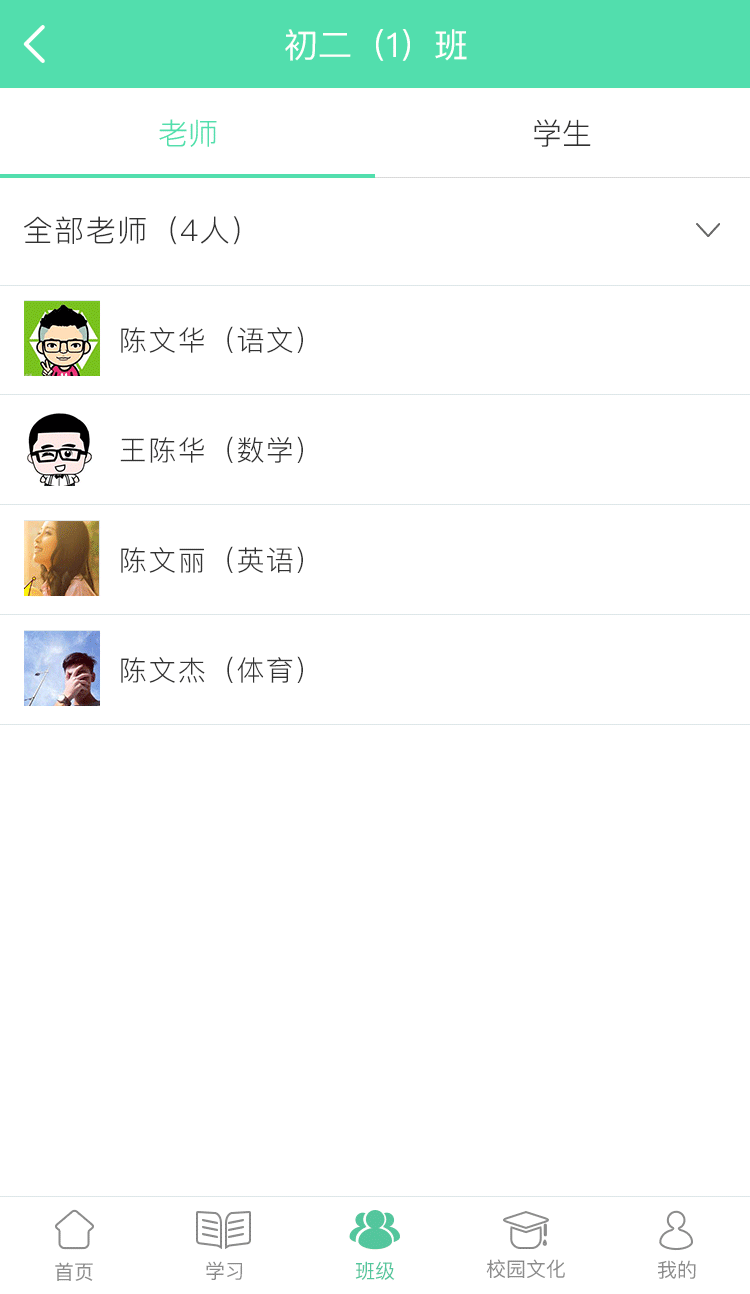 初二（1）班
老师
学生
全部老师（4人）
陈文华（语文）
王陈华（数学）
陈文丽（英语）
陈文杰（体育）
首页
学习
班级
校园文化
我的